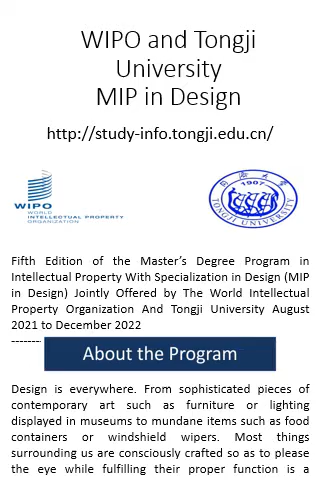 WIPO and Tongji
University
MIP in Design
http://study-info.tongji.edu.cn/
WIPO
WORLD
INTELLECTUAL PROPERTY
ORGANIZATION
1907
TONGJI UNIVERSITY
Fifth Edition of the Master's Degree Program in
Intellectual Property With Specialization in Design (MIP
in Design) Jointly Offered by The World Intellectual
Property Organization And Tongji University August
2021 to December 2022
--------
About the Program
Design is everywhere. From sophisticated pieces of
contemporary art such as furniture or lighting
displayed in museums to mundane items such as food
containers or windshield wipers. Most things
surrounding us are consciously crafted so as to please
the eye while fulfilling their proper function is a